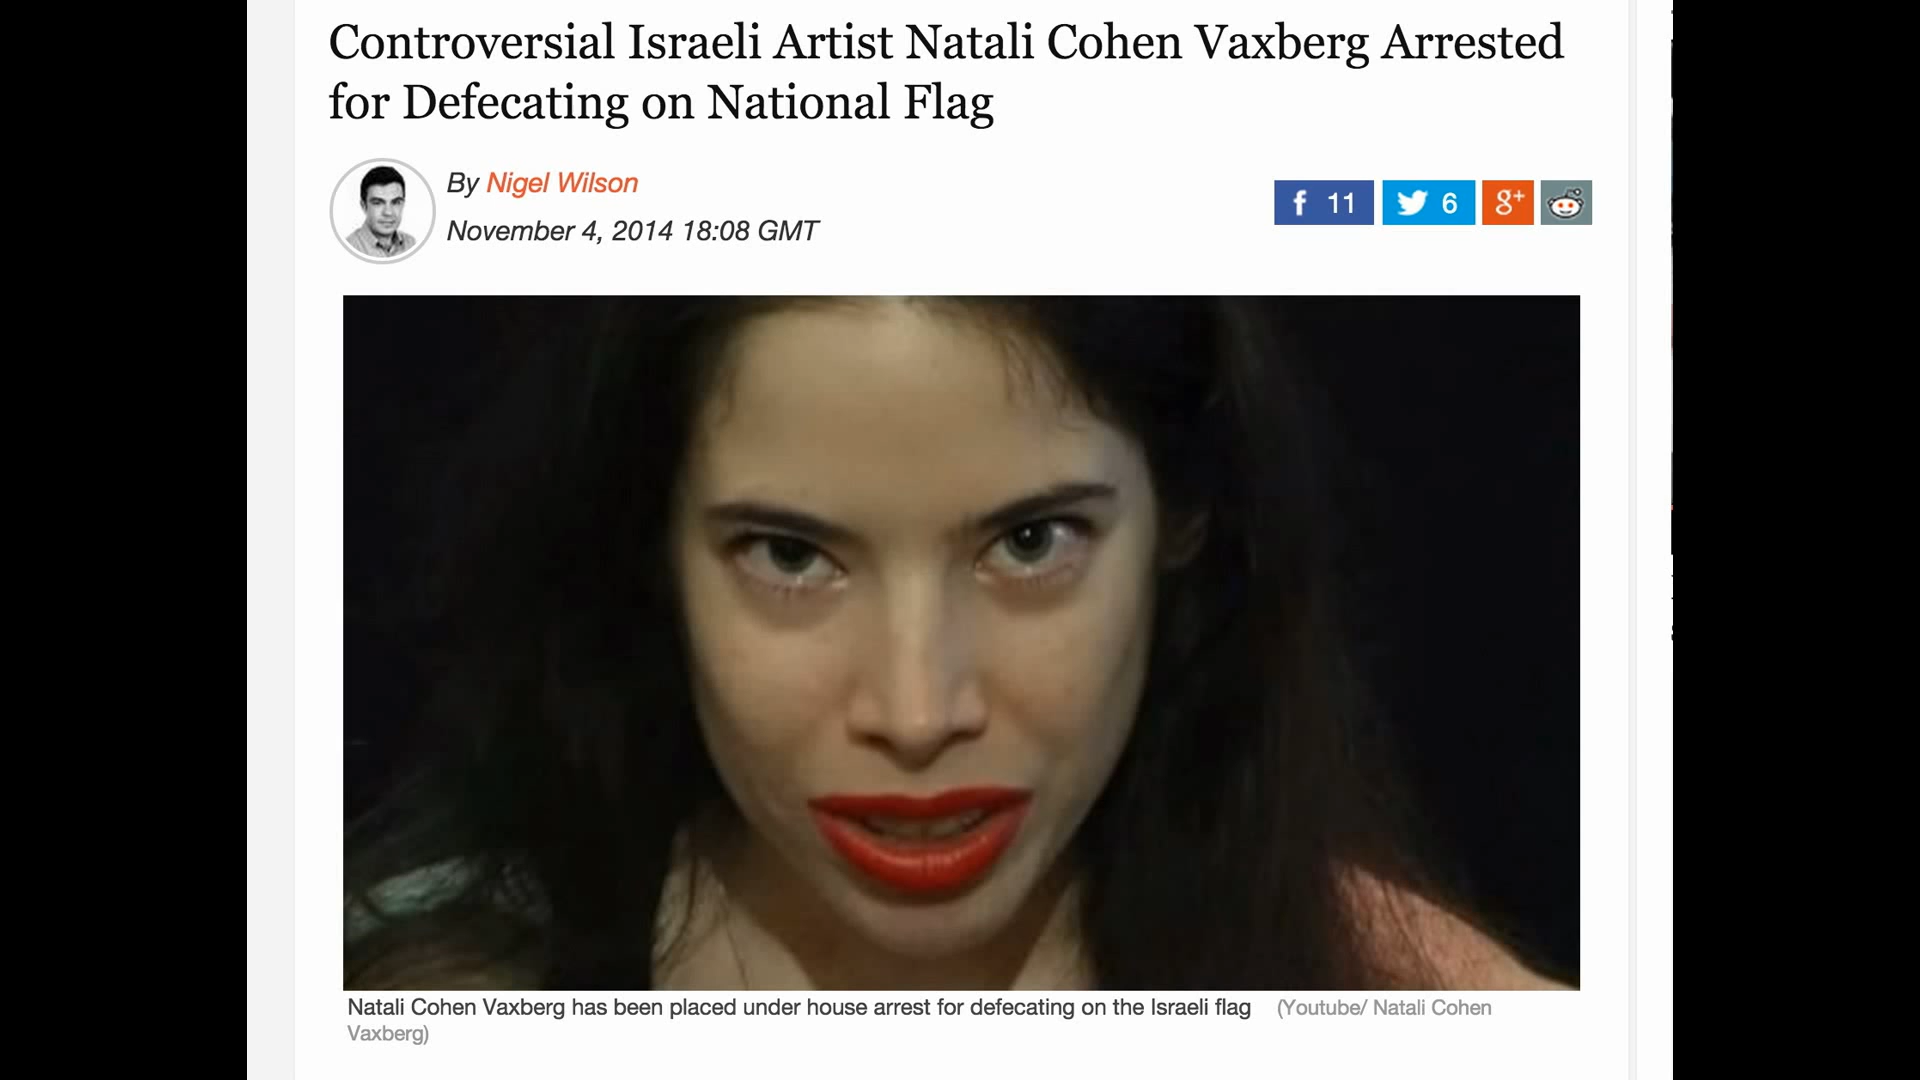 Controversial Israeli Artist Natali Cohen Vaxberg Arrested
for Defecating on National Flag
By Nigel Wilson
November 4, 2014 18:08 GMT
f 11
6
g+
Natali Cohen Vaxberg has been placed under house arrest for defecating on the Israeli flag (Youtube/ Natali Cohen
Vaxberg)